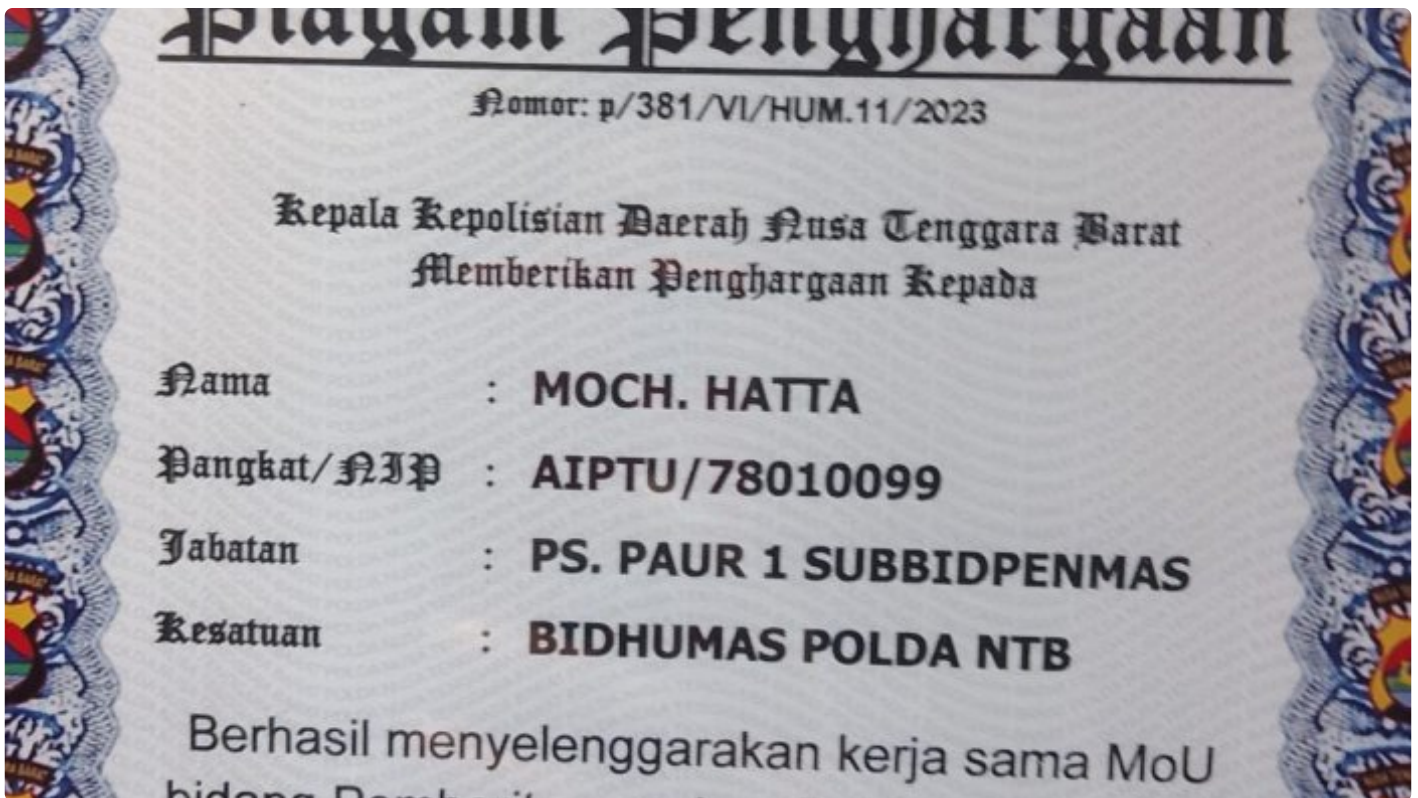 Piagam Penghargaan
Nomor: p/381/VI/HUM.11/2023
Kepala Kepolisian Daerah Nusa Tenggara Barat
Memberikan Penghargaan Kepada
Nama : MOCH. HATTA
Pangkat/NIP : AIPTU/78010099
Jabatan : PS. PAUR 1 SUBBIDPENMAS
Kesatuan : BIDHUMAS POLDA NTB
Berhasil menyelenggarakan kerja sama MoU
bidang